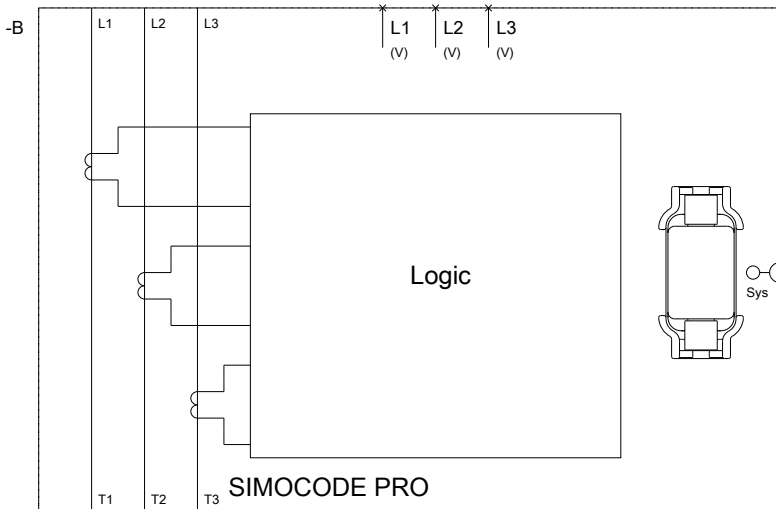 -B L1 L2 L3 L1 L2 L3
(V) (V) (V)
Logic
Sys
T1 T2 T3 SIMOCODE PRO